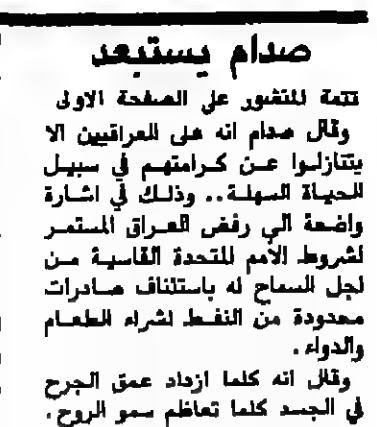 صدام يستبعد
تتمة المنشور على الصفحة الاولى
وقال صدام انه على العراقيين الا
يتنازلوا عن كرامتهم في سبيل
الحياة السهلة.. وذلك في اشارة
واضحة الى رفض العراق المستمر
لشروط الأمم المتحدة القاسية من
اجل السماح له باستئناف صادرات
محدودة من النفط لشراء الطعام
والدواء.
وقال انه كلما ازداد عمق الجرح
في الجسد كلما تعاظم سمو الروح.